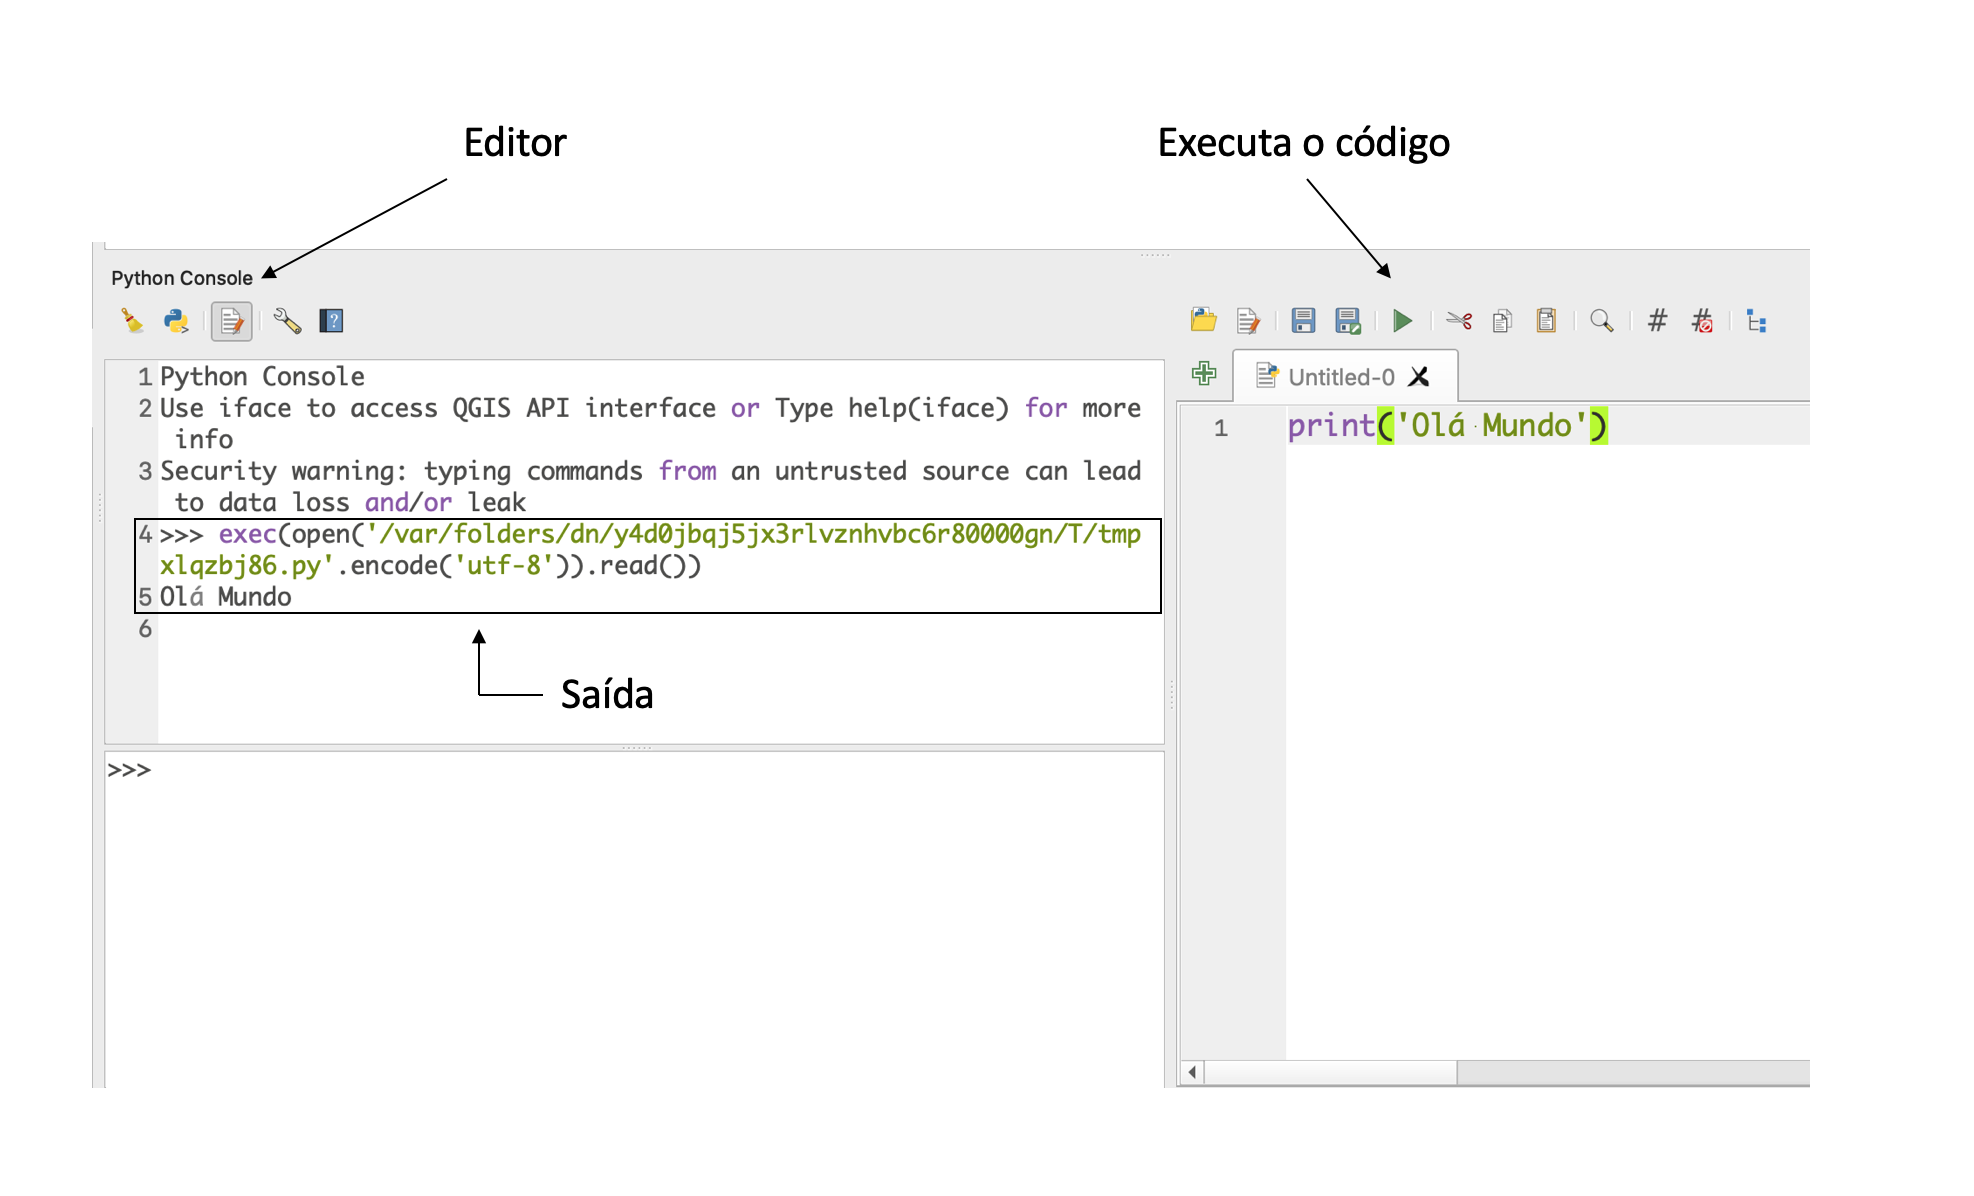 Editor
Executa o código
Python Console
1 Python Console
2 Use iface to access QGIS API interface or Type help(iface) for more
info
3 Security warning: typing commands from an untrusted source can lead
to data loss and/or leak
4 >>> exec(open('/var/folders/dn/y4d0jbqj5jx3rlvznhvbc6r80000gn/T/tmp
xlqzbj86.py'.encode('utf-8')).read())
5 Olá Mundo
6
Saída
>>>
Untitled-0
1 print('Olá Mundo')